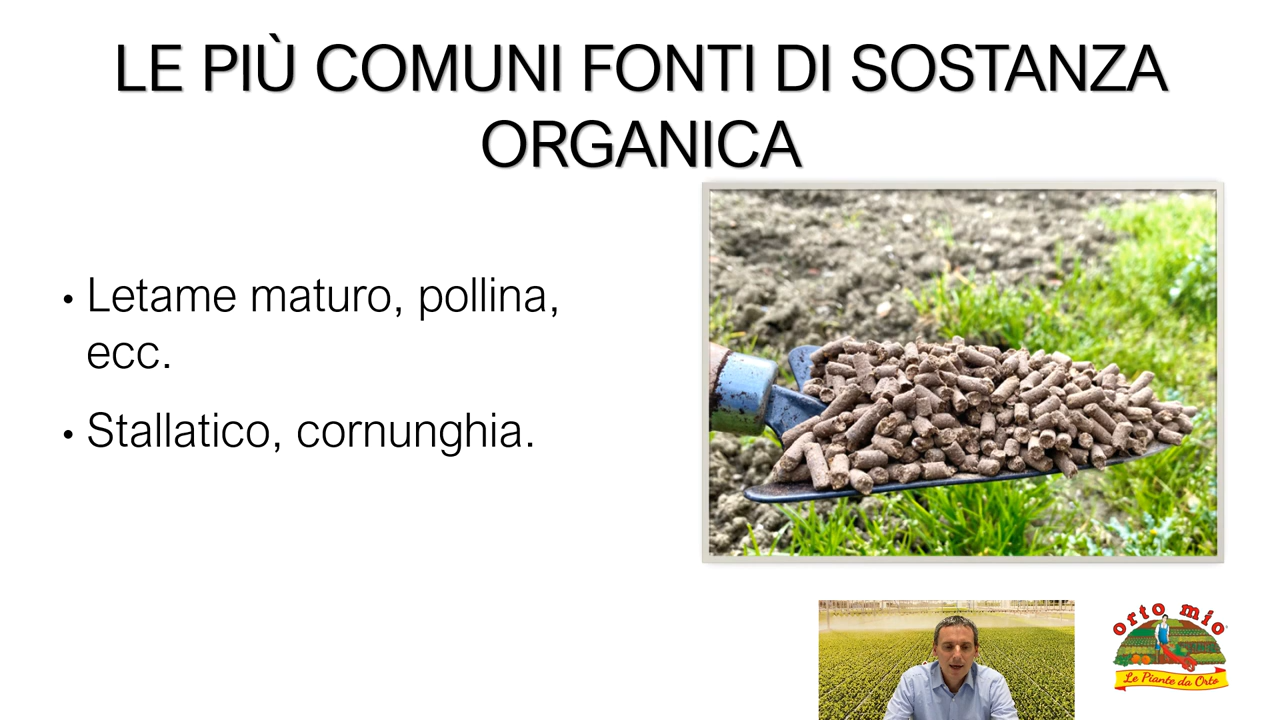 LE PIÙ COMUNI FONTI DI SOSTANZA
ORGANICA
• Letame maturo, pollina,
ecc.
• Stallatico, cornunghia.
orto mio
Le Piante da Orto